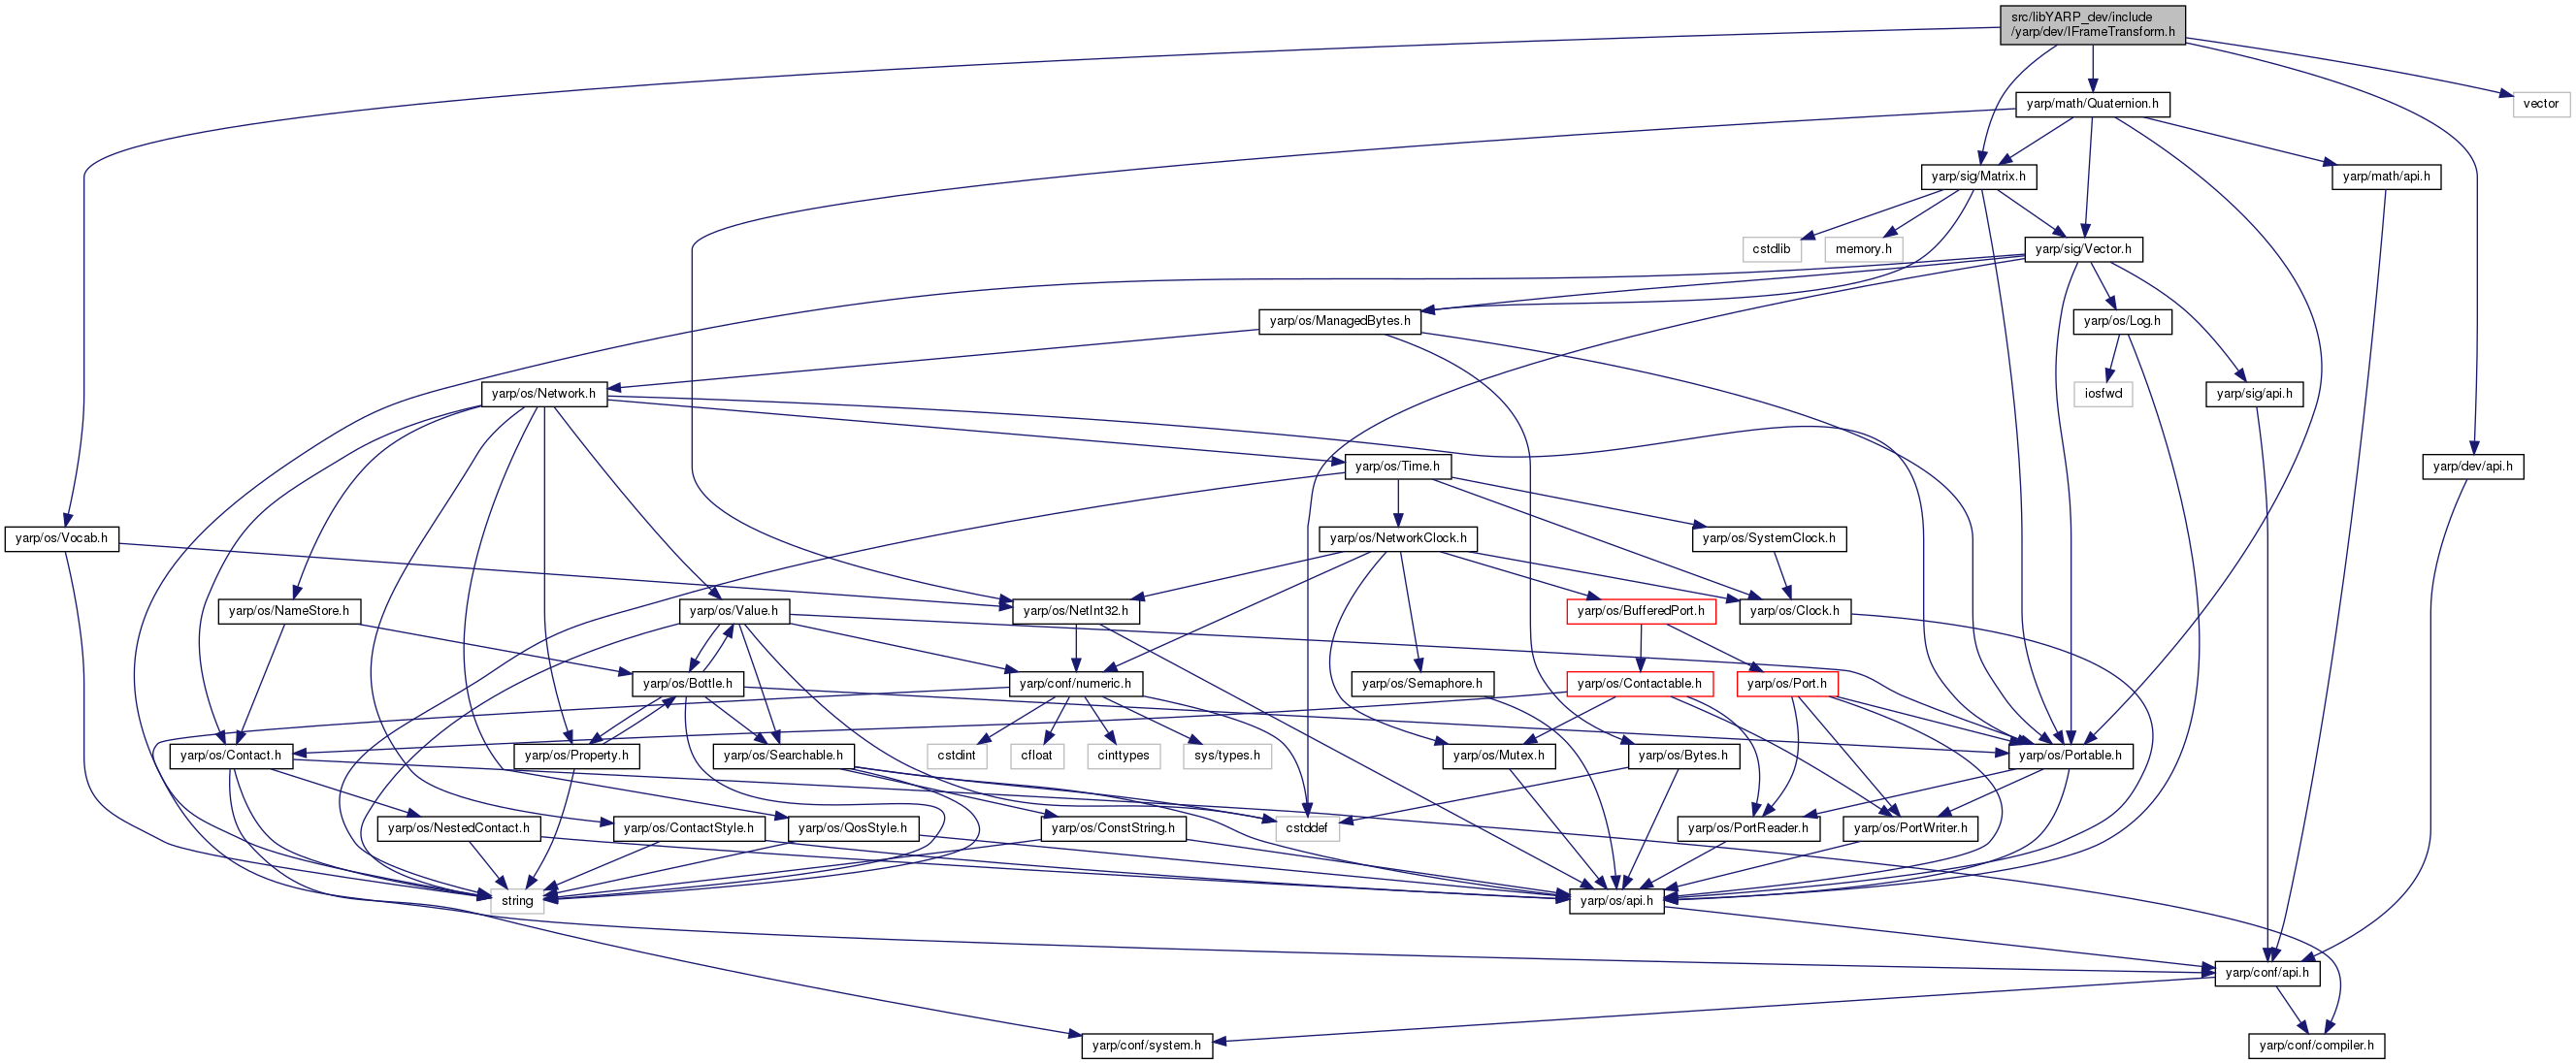 src/libYARP_dev/include
/yarp/dev/IFrameTransform.h
yarp/math/Quaternion.h
vector
yarp/sig/Matrix.h
yarp/math/api.h
cstdlib
memory.h
yarp/sig/Vector.h
yarp/os/ManagedBytes.h
yarp/os/Log.h
yarp/os/Network.h
iosfwd
yarp/sig/api.h
yarp/os/Time.h
yarp/dev/api.h
yarp/os/Vocab.h
yarp/os/NetworkClock.h
yarp/os/SystemClock.h
yarp/os/NameStore.h
yarp/os/Value.h
yarp/os/NetInt32.h
yarp/os/BufferedPort.h
yarp/os/Clock.h
yarp/os/Bottle.h
yarp/conf/numeric.h
yarp/os/Semaphore.h
yarp/os/Contactable.h
yarp/os/Port.h
yarp/os/Contact.h
yarp/os/Property.h
yarp/os/Searchable.h
cstdint
cfloat
cinttypes
sys/types.h
yarp/os/Mutex.h
yarp/os/Bytes.h
yarp/os/Portable.h
yarp/os/NestedContact.h
yarp/os/ContactStyle.h
yarp/os/QosStyle.h
yarp/os/ConstString.h
cstddef
yarp/os/PortReader.h
yarp/os/PortWriter.h
string
yarp/os/api.h
yarp/conf/api.h
yarp/conf/system.h
yarp/conf/compiler.h